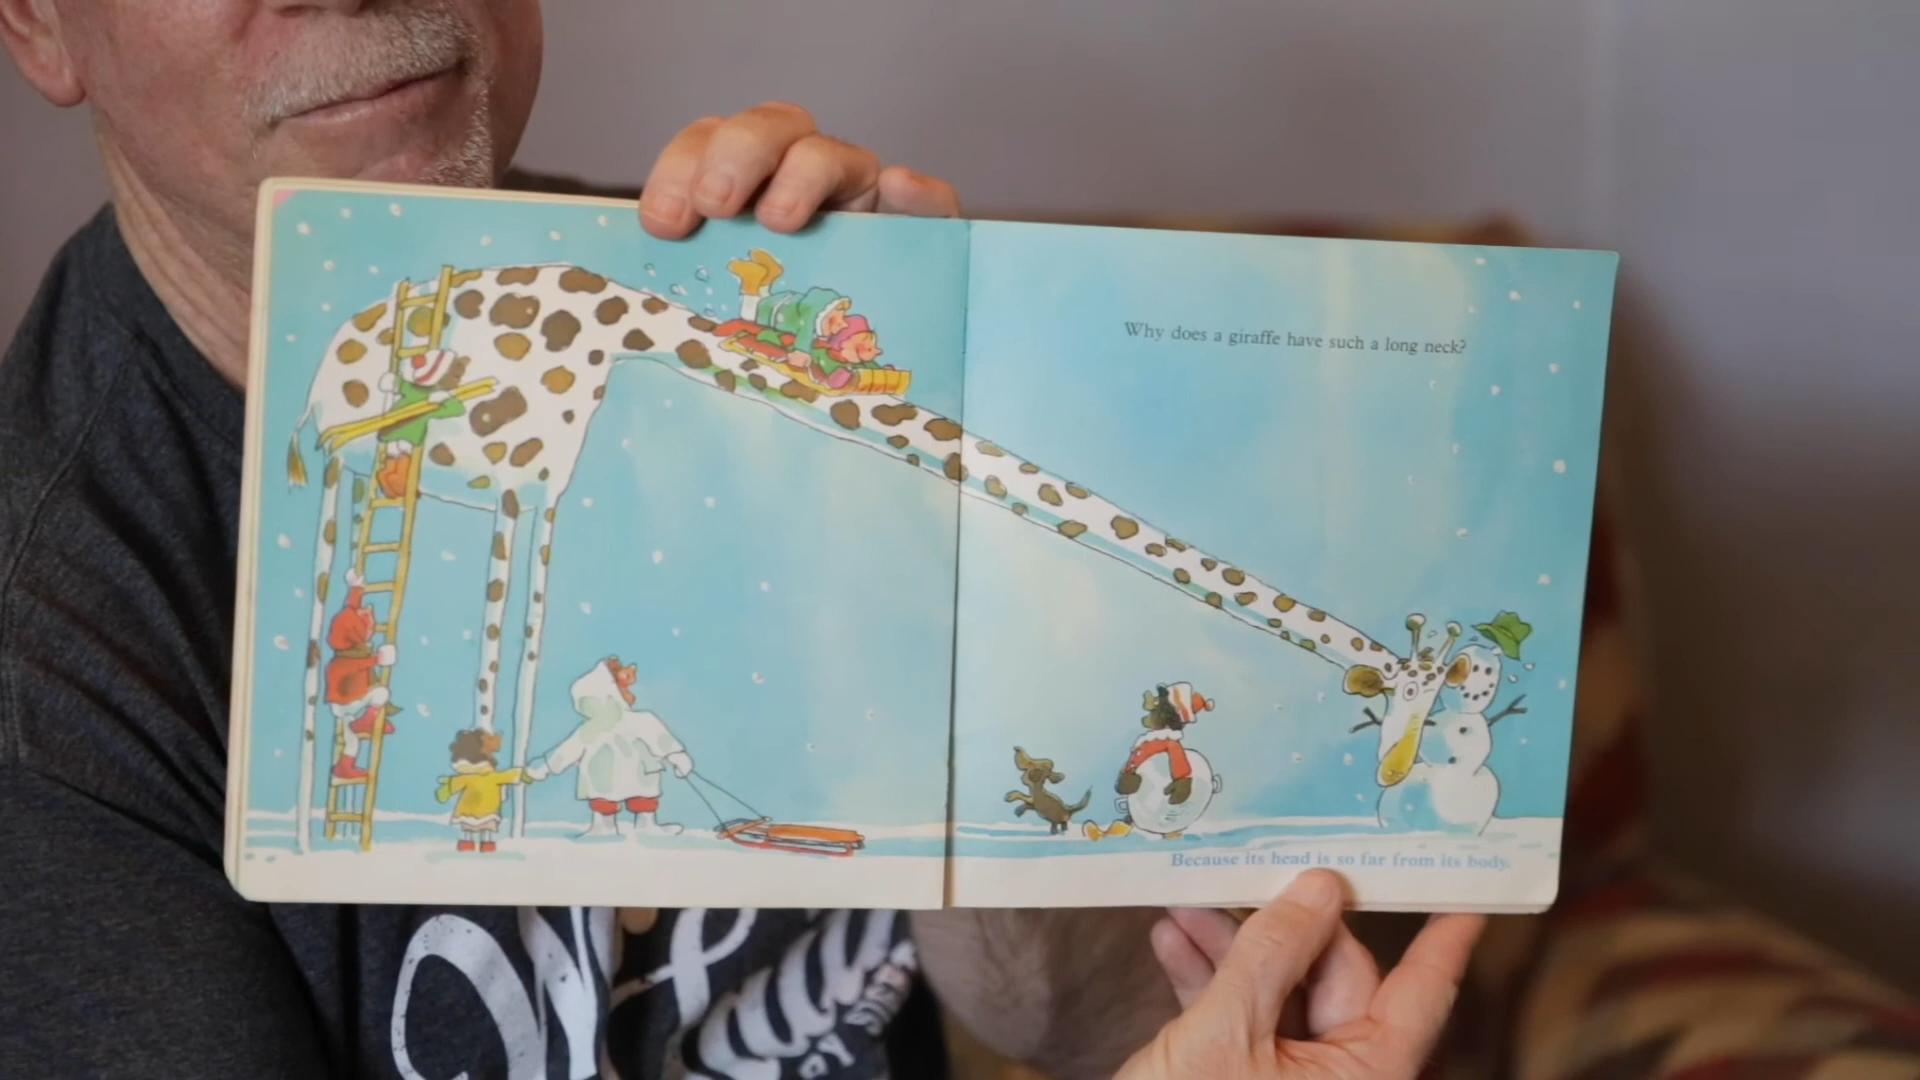 Why does a giraffe have such a long neck?
Because its head is so far from its body.